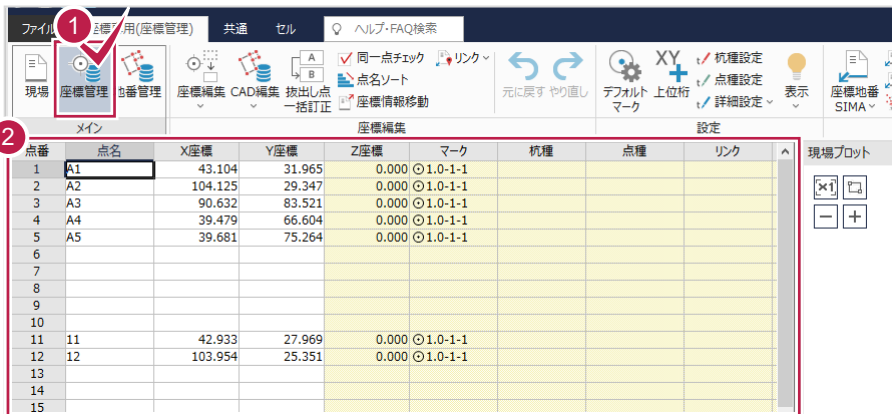 ファイル 1 座標 用(座標管理) 共通 セル ヘルプ・FAQ検索
現場 座標管理 地番管理 座標編集 CAD編集 抜出し点一括訂正 A B
同一点チェック リンク
点名ソート
座標情報移動
元に戻す やり直し デフォルトマーク XY 上位桁
杭種設定
点種設定
詳細設定
表示 座標地番 SIMA
メイン 座標編集 設定
2
点番 点名 X座標 Y座標 Z座標 マーク 杭種 点種 リンク 現場プロット
1 A1 43.104 31.965 0.000 ⊙1.0-1-1
2 A2 104.125 29.347 0.000 ⊙1.0-1-1
3 A3 90.632 83.521 0.000 ⊙1.0-1-1
4 A4 39.479 66.604 0.000 ⊙1.0-1-1
5 A5 39.681 75.264 0.000 ⊙1.0-1-1
6
7
8
9
10
11 11 42.933 27.969 0.000 ⊙1.0-1-1
12 12 103.954 25.351 0.000 ⊙1.0-1-1
13
14
15